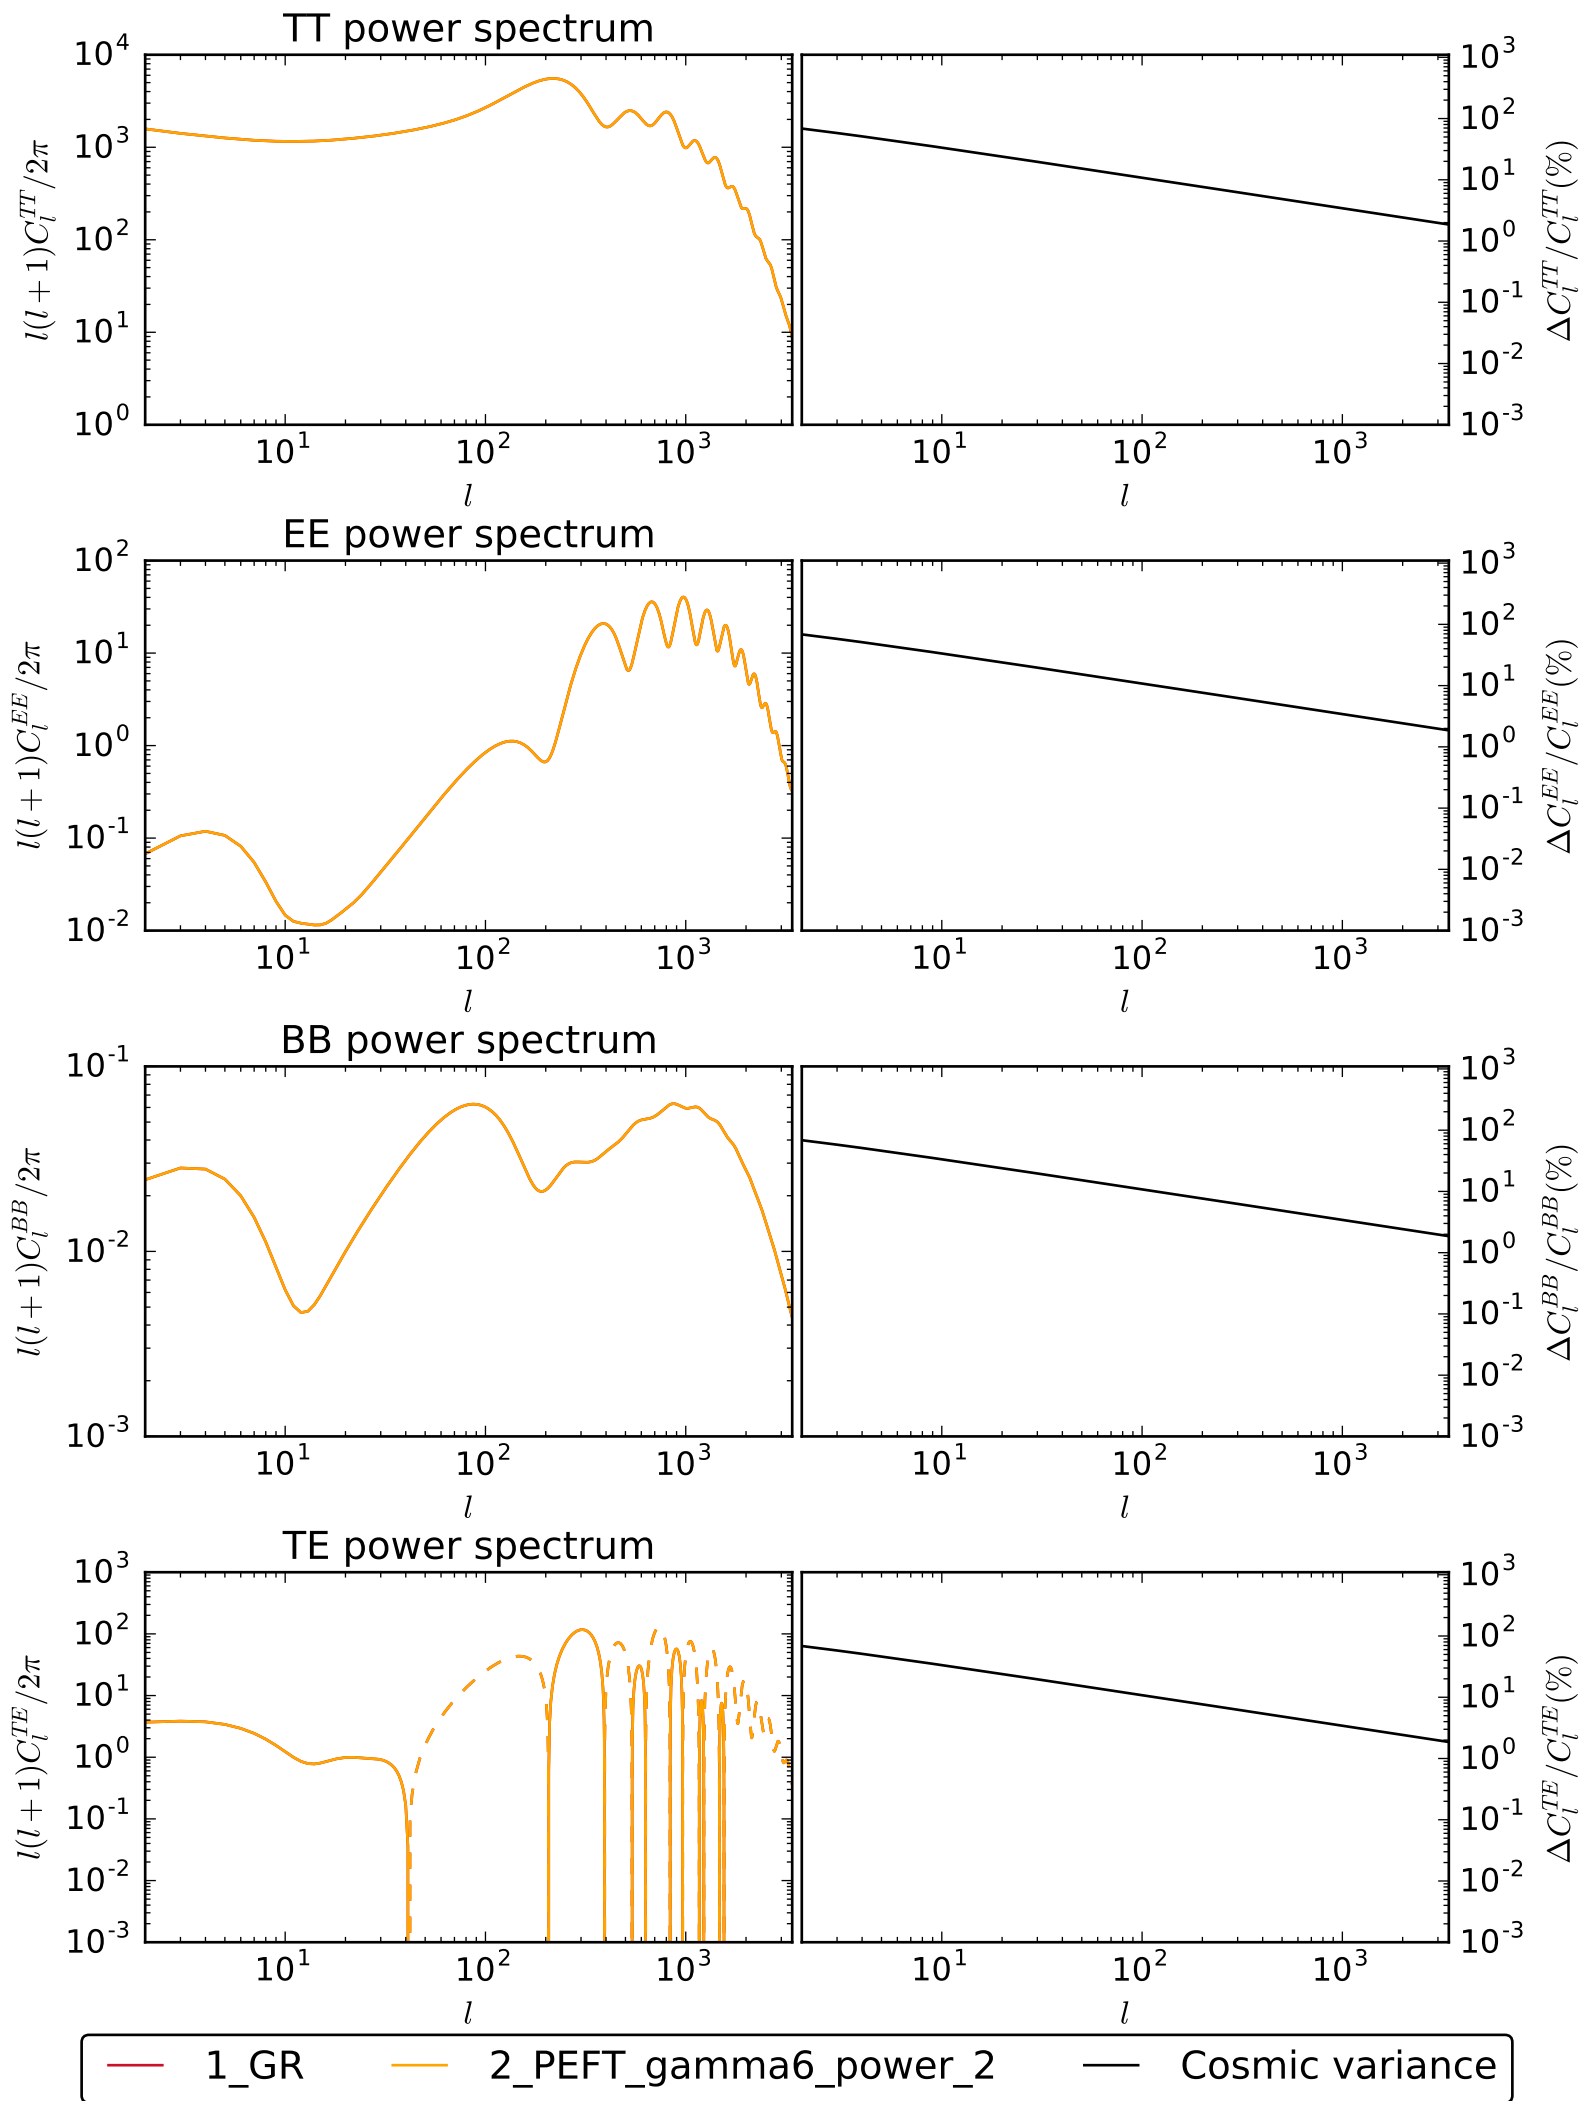 TT power spectrum
10^4
10^3
10^2
10^1
10^0
l(l+1)C_l^{TT}/2π
10^1 10^2 10^3
l
10^3
10^2
10^1
10^0
10^-1
10^-2
10^-3
ΔC_l^{TT}/C_l^{TT}(%)
10^1 10^2 10^3
l
EE power spectrum
10^2
10^1
10^0
10^-1
10^-2
l(l+1)C_l^{EE}/2π
10^1 10^2 10^3
l
10^3
10^2
10^1
10^0
10^-1
10^-2
10^-3
ΔC_l^{EE}/C_l^{EE}(%)
10^1 10^2 10^3
l
BB power spectrum
10^-1
10^-2
10^-3
l(l+1)C_l^{BB}/2π
10^1 10^2 10^3
l
10^3
10^2
10^1
10^0
10^-1
10^-2
10^-3
ΔC_l^{BB}/C_l^{BB}(%)
10^1 10^2 10^3
l
TE power spectrum
10^3
10^2
10^1
10^0
10^-1
10^-2
10^-3
l(l+1)C_l^{TE}/2π
10^1 10^2 10^3
l
10^3
10^2
10^1
10^0
10^-1
10^-2
10^-3
ΔC_l^{TE}/C_l^{TE}(%)
10^1 10^2 10^3
l
1_GR 2_PEFT_gamma6_power_2 Cosmic variance